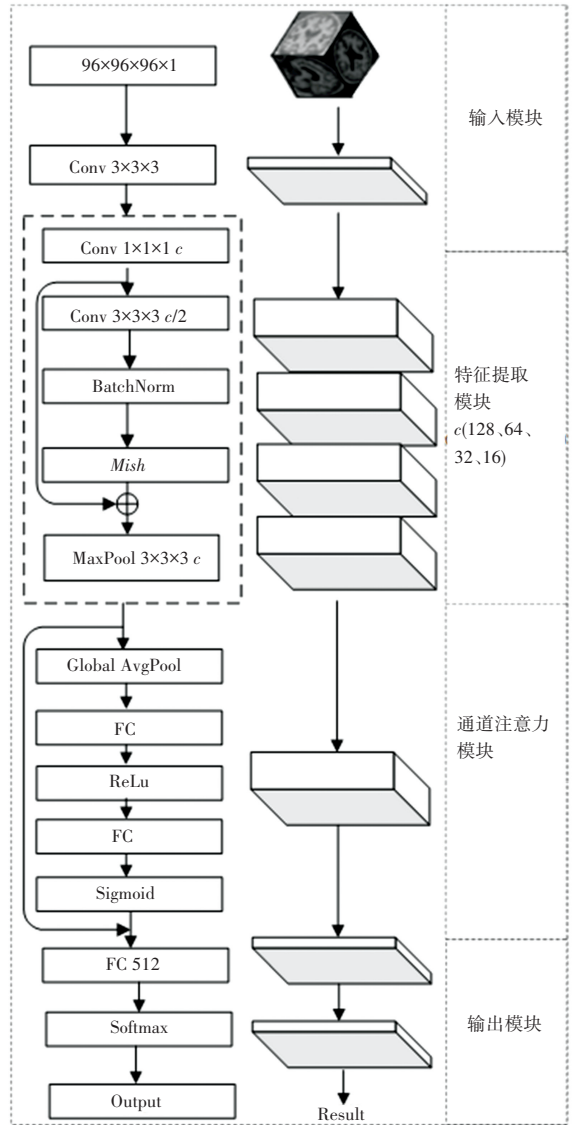 96×96×96×1
Conv 3×3×3
Conv 1×1×1 c
Conv 3×3×3 c/2
BatchNorm
Mish
MaxPool 3×3×3 c
Global AvgPool
FC
ReLu
FC
Sigmoid
FC 512
Softmax
Output
Result
输入模块
特征提取
模块
c(128、64、
32、16)
通道注意力
模块
输出模块